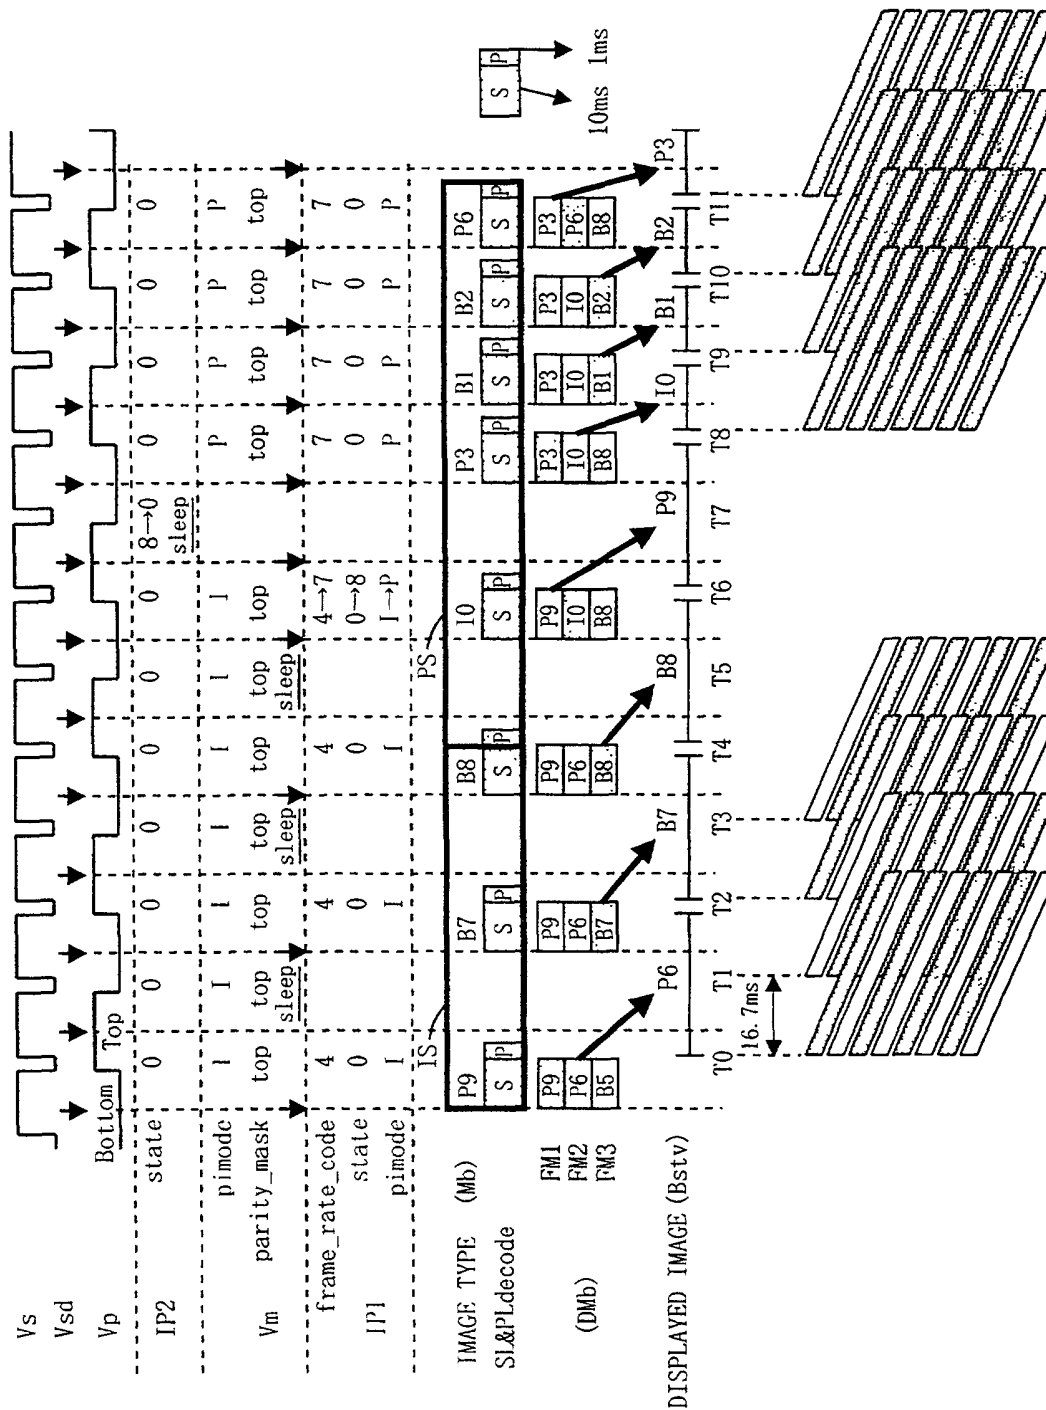 Vs
Vsd
Vp Bottom Top
IP2 state 0 0 0 0 0 0 0 8→0 0 0 0 0
sleep
pimode I I I I I I I P P P P
Vm parity_mask top top top top top top top top top top top
sleep sleep sleep
frame_rate_code 4 4 4 4→7 7 7 7 7
IP1 state 0 0 0 0→8 0 0 0 0
pimode I I I I→P P P P P
IS PS
IMAGE TYPE (Mb) P9 B7 B8 I0 P3 B1 B2 P6
SL&PLdecode S P S P S P S P S P S P S P S P
S P
10ms 1ms
FM1 P9 P9 P9 P9 P3 P3 P3 P3
(DMb) FM2 P6 P6 P6 I0 I0 I0 I0 P6
FM3 B5 B7 B8 B8 B8 B1 B2 B8
DISPLAYED IMAGE (Bstv) P6 B7 B8 P9 I0 B1 B2 P3
T0 T1 T2 T3 T4 T5 T6 T7 T8 T9 T10 T11
16.7ms